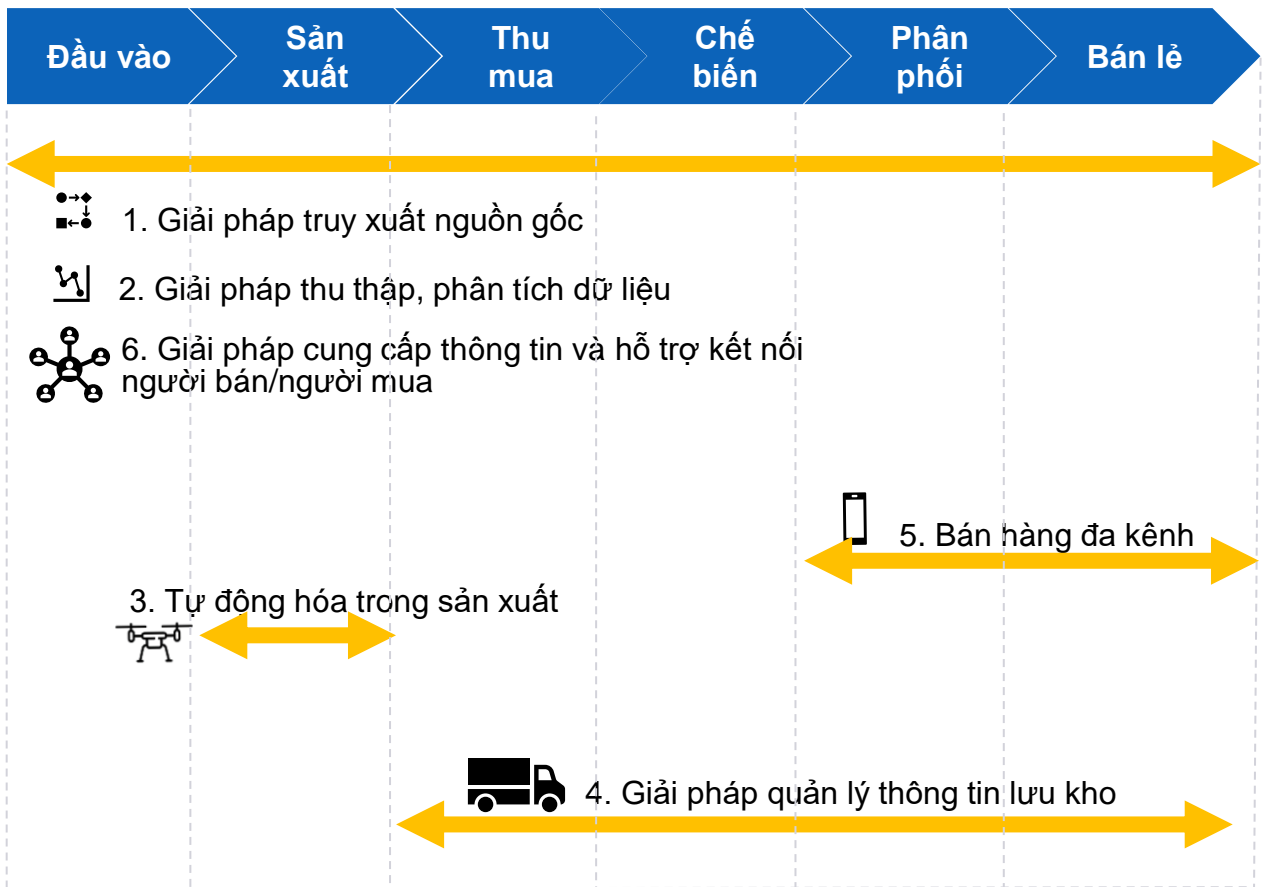 Đầu vào
Sản
xuất
Thu
mua
Chế
biến
Phân
phối
Bán lẻ
1. Giải pháp truy xuất nguồn gốc
2. Giải pháp thu thập, phân tích dữ liệu
6. Giải pháp cung cấp thông tin và hỗ trợ kết nối
người bán/người mua
5. Bán hàng đa kênh
3. Tự động hóa trong sản xuất
4. Giải pháp quản lý thông tin lưu kho